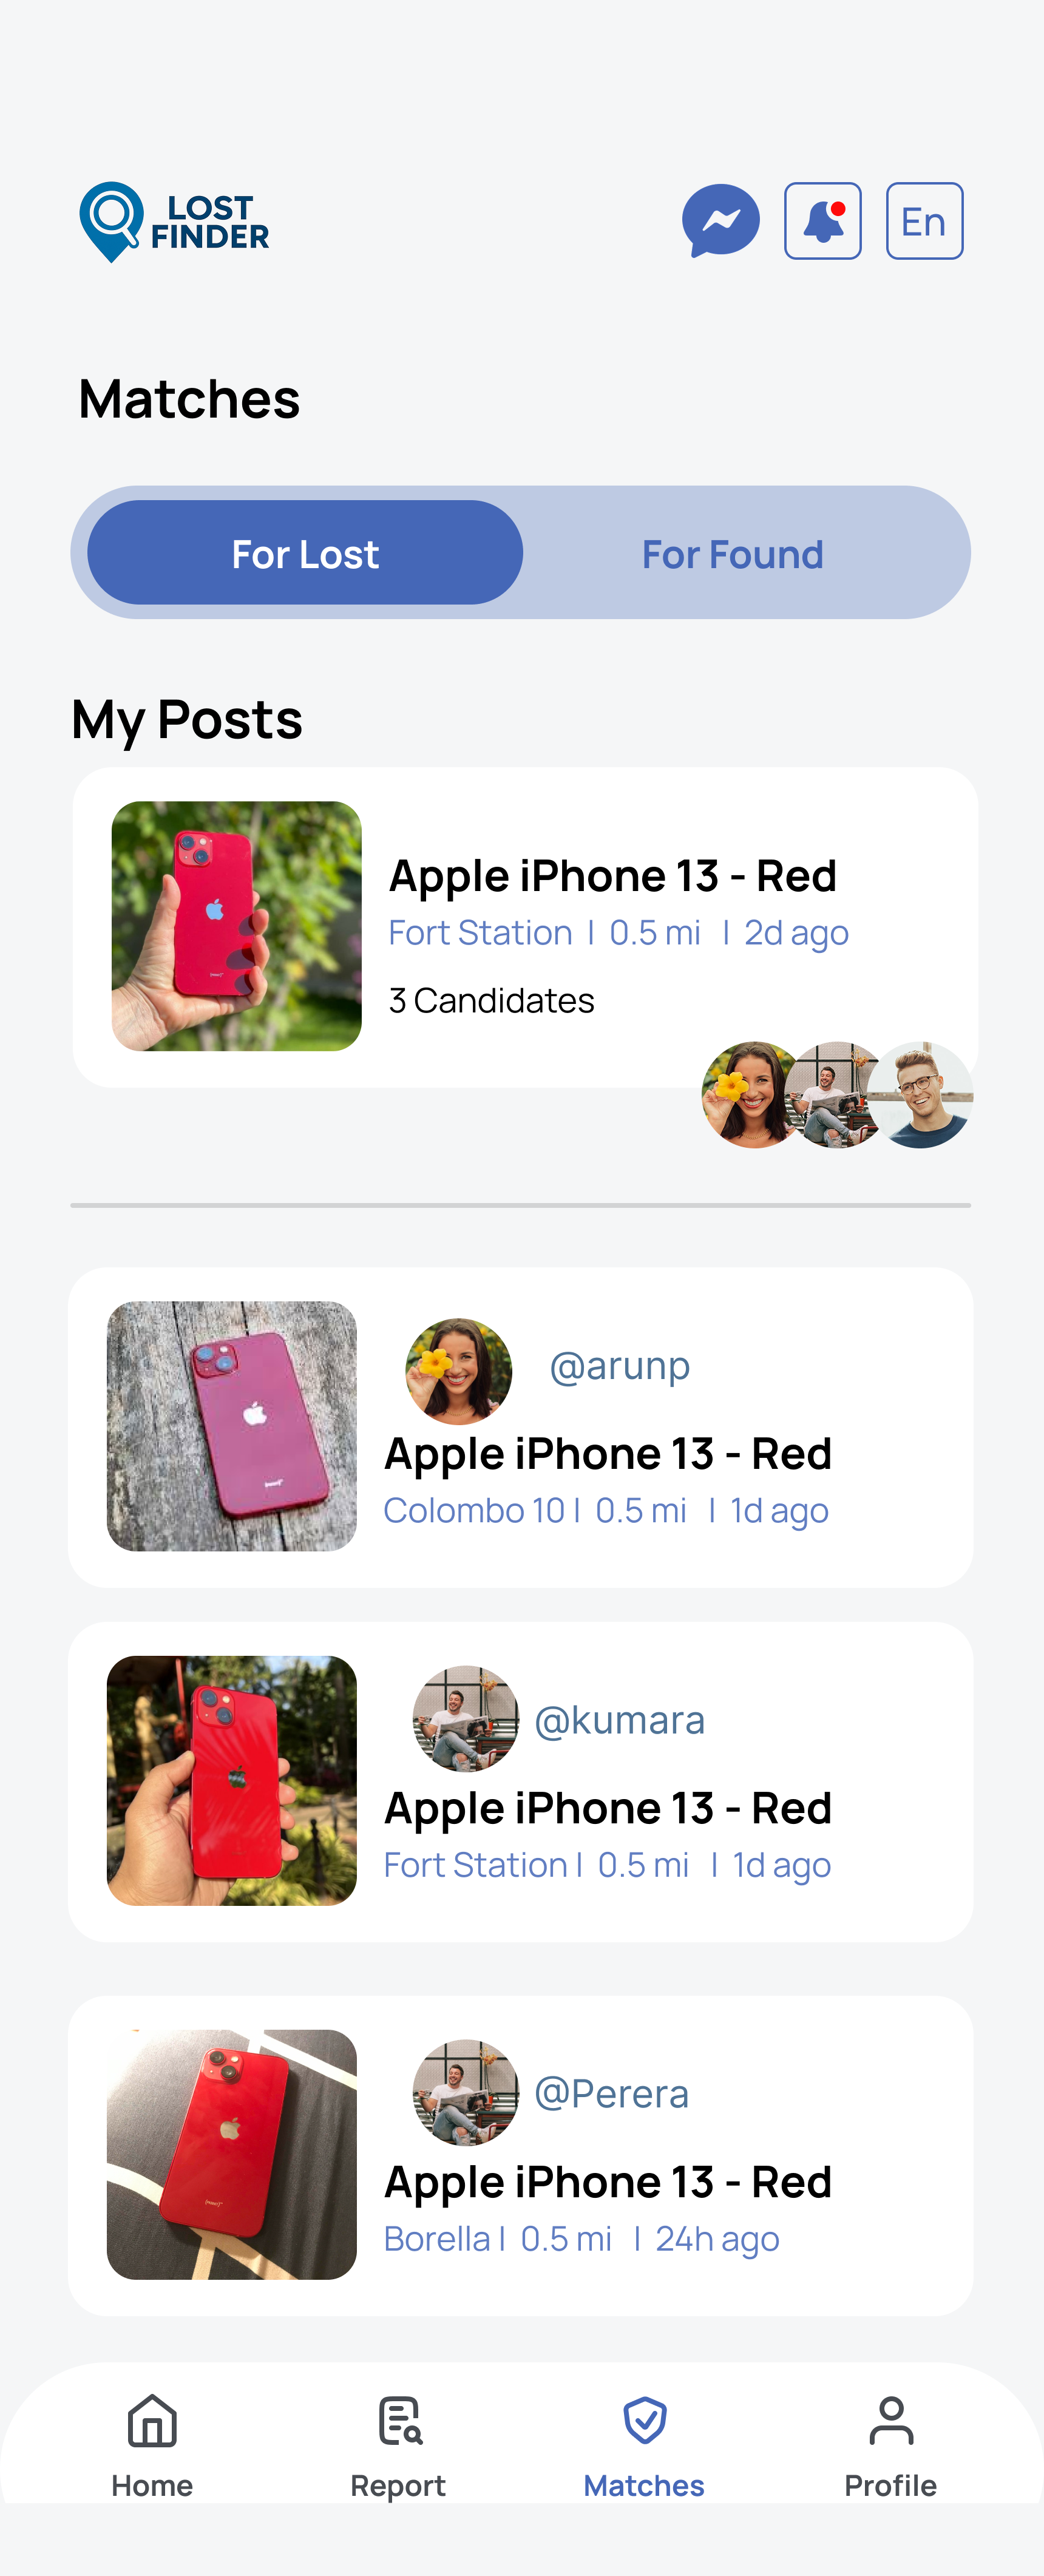 LOST
FINDER
En
Matches
For Lost
For Found
My Posts
Apple iPhone 13 - Red
Fort Station | 0.5 mi | 2d ago
3 Candidates
@arunp
Apple iPhone 13 - Red
Colombo 10 | 0.5 mi | 1d ago
@kumara
Apple iPhone 13 - Red
Fort Station | 0.5 mi | 1d ago
@Perera
Apple iPhone 13 - Red
Borella | 0.5 mi | 24h ago
Home
Report
Matches
Profile